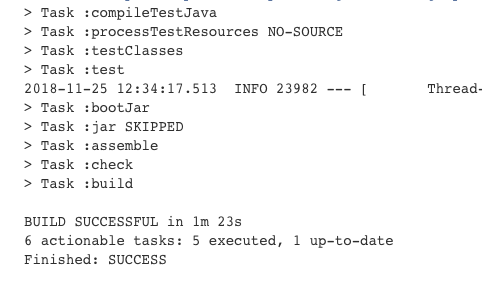 > Task :compileTestJava
> Task :processTestResources NO-SOURCE
> Task :testClasses
> Task :test
2018-11-25 12:34:17.513  INFO 23982 --- [       Thread-
> Task :bootJar
> Task :jar SKIPPED
> Task :assemble
> Task :check
> Task :build

BUILD SUCCESSFUL in 1m 23s
6 actionable tasks: 5 executed, 1 up-to-date
Finished: SUCCESS